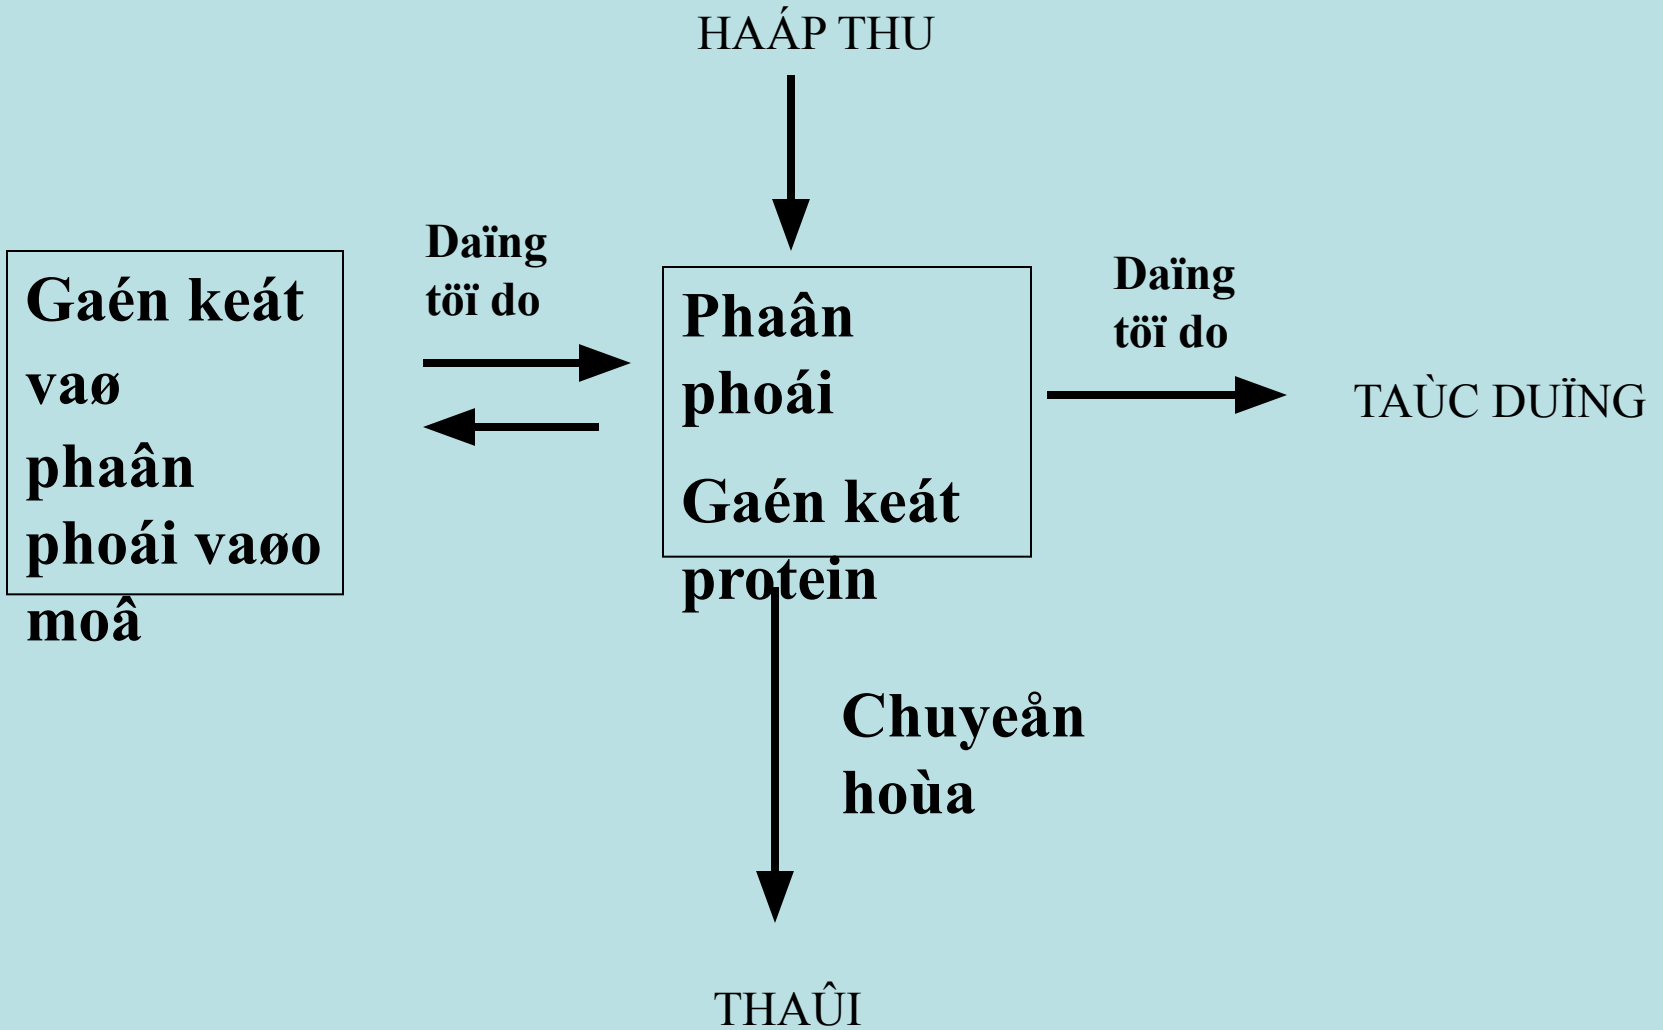 HAÁP THU
Daïng
töï do
Gaén keát
vaø
phaân
phoái vaøo
moâ
Phaân
phoái
Gaén keát
protein
Daïng
töï do
TAÙC DUÏNG
Chuyeån
hoùa
THAÛI